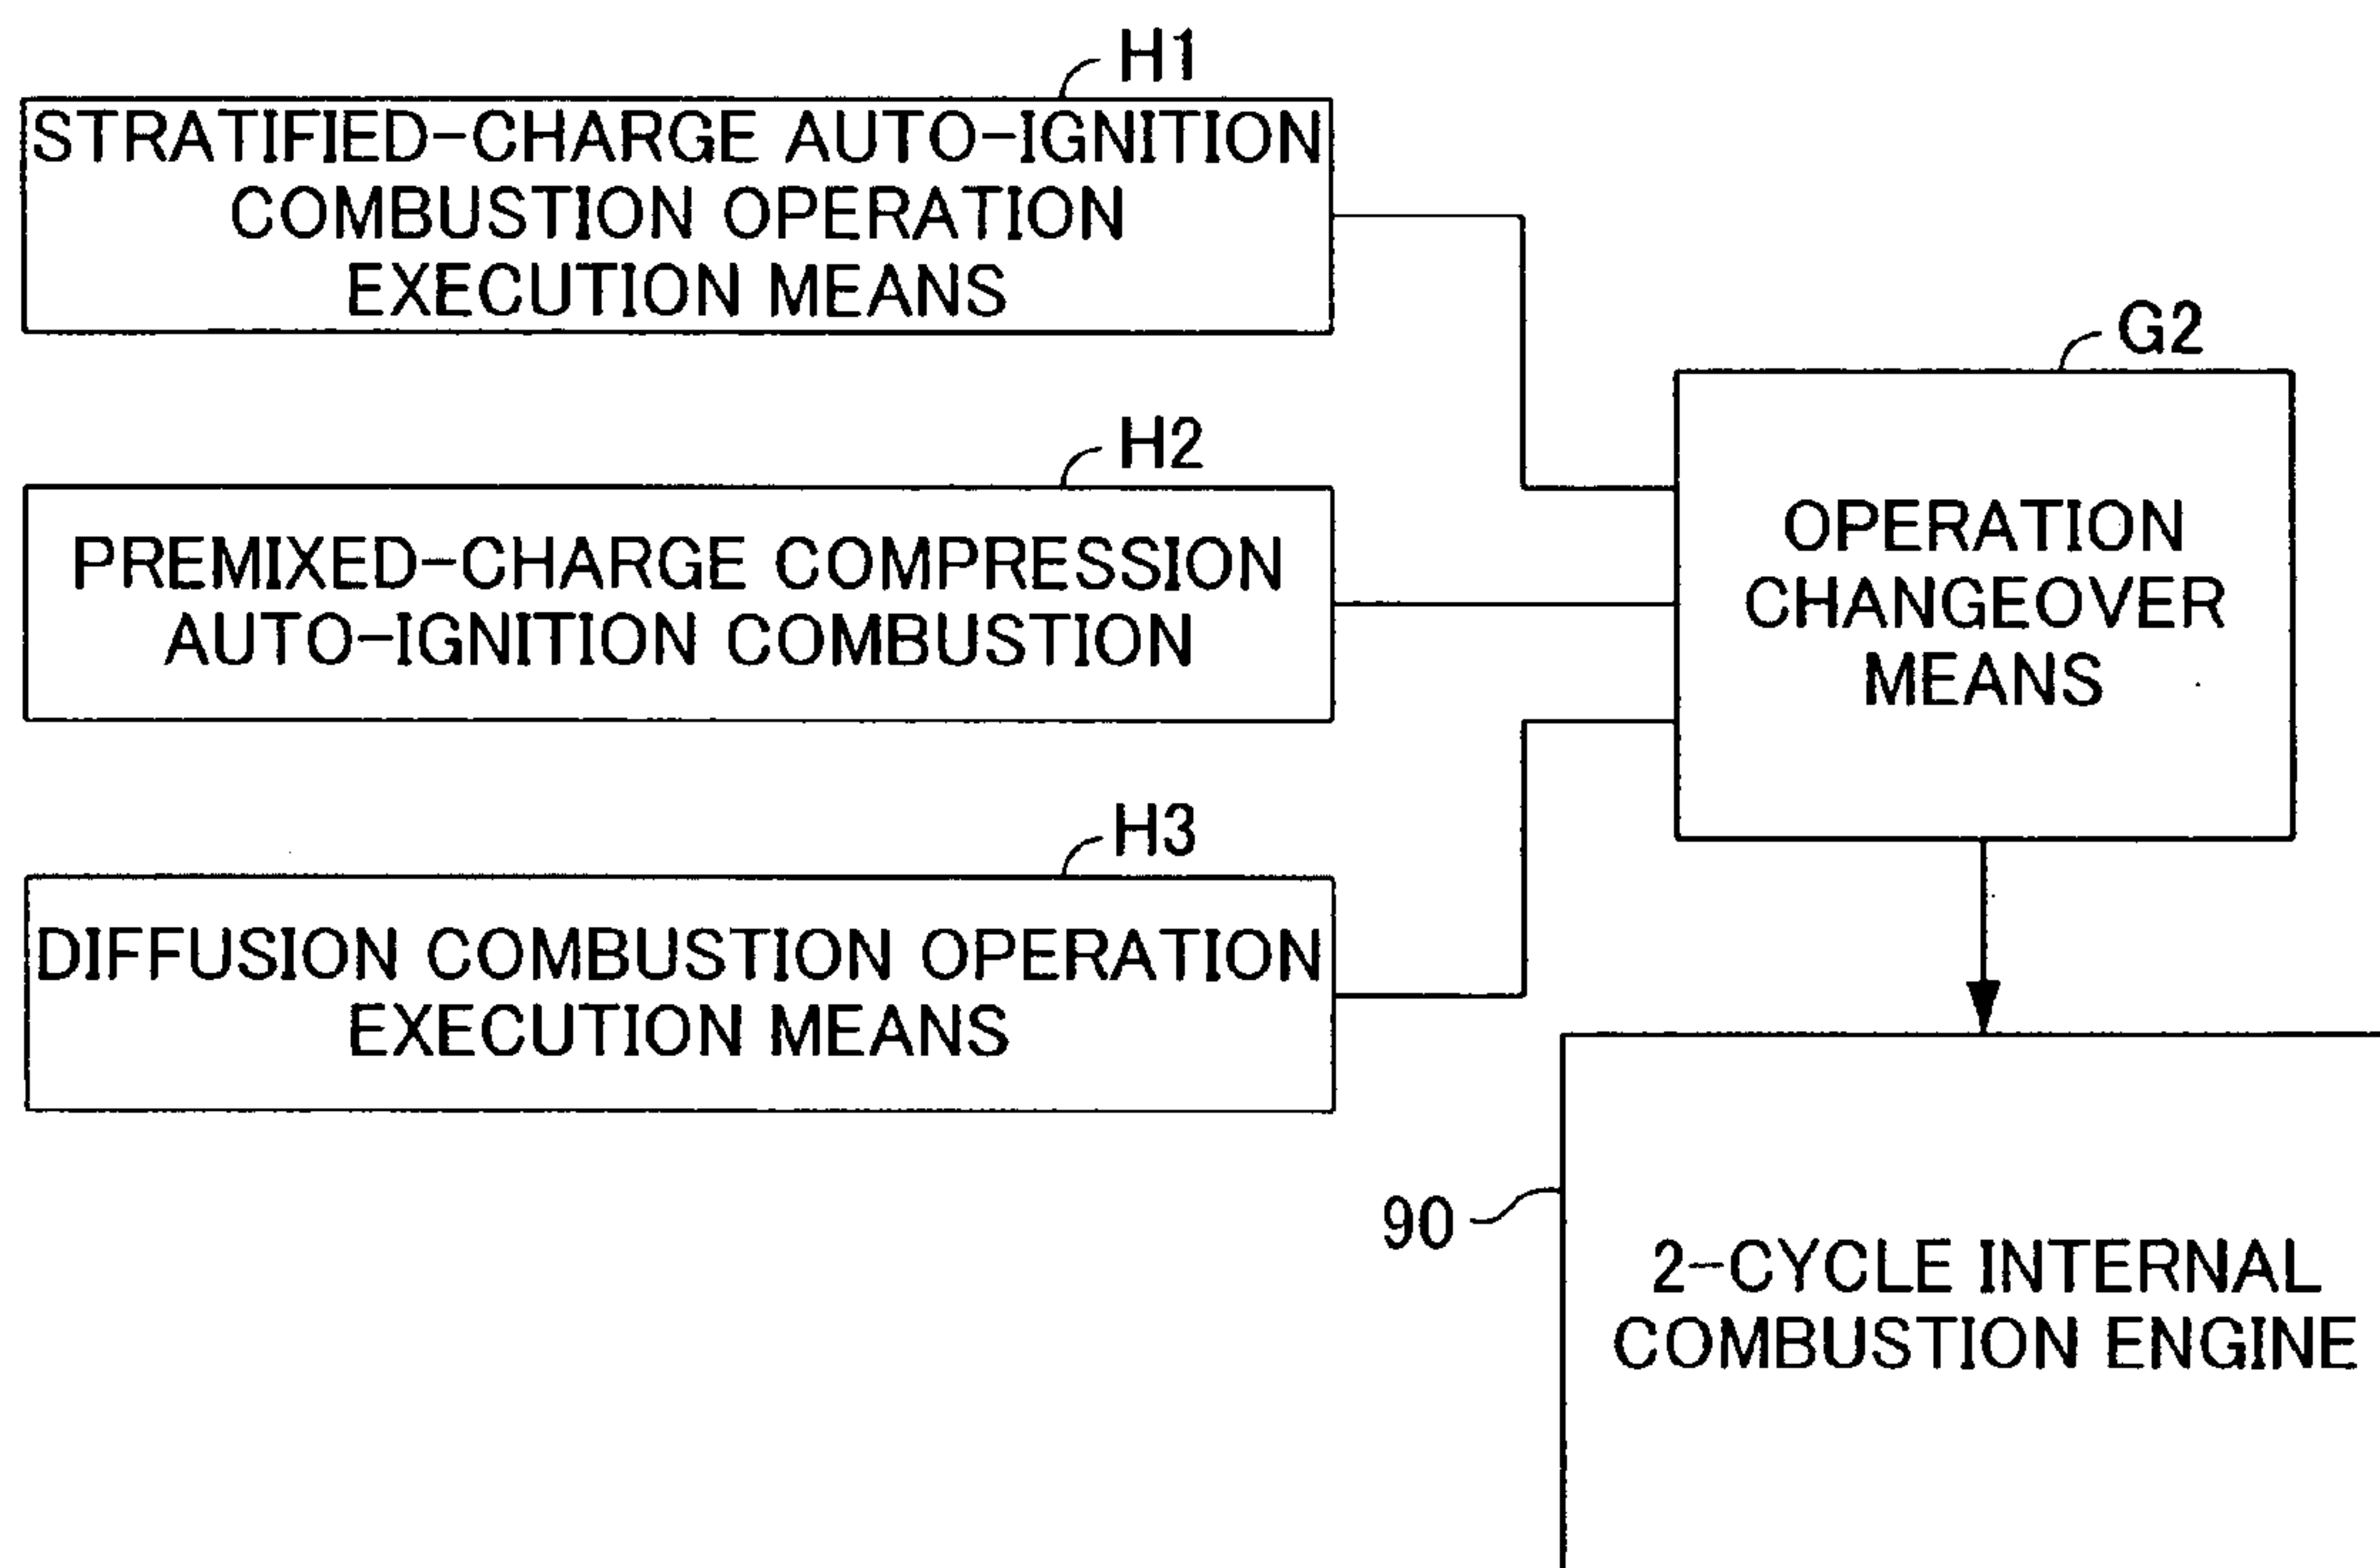 H1
STRATIFIED-CHARGE AUTO-IGNITION
COMBUSTION OPERATION
EXECUTION MEANS
G2
H2
OPERATION
CHANGEOVER
MEANS
PREMIXED-CHARGE COMPRESSION
AUTO-IGNITION COMBUSTION
H3
DIFFUSION COMBUSTION OPERATION
EXECUTION MEANS
90
2-CYCLE INTERNAL
COMBUSTION ENGINE